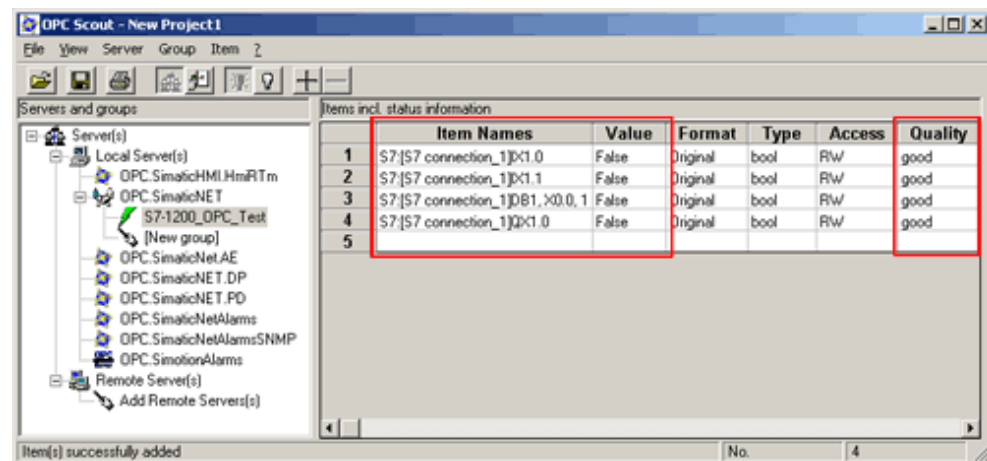 OPC Scout - New Project1
File View Server Group Item ?
Servers and groups
Server(s)
Local Server(s)
OPC.SimaticHMI.HmiRTm
OPC.SimaticNET
S7-1200_OPC_Test
[New group]
OPC.SimaticNet.AE
OPC.SimaticNET.DP
OPC.SimaticNET.PD
OPC.SimaticNetAlarms
OPC.SimaticNetAlarmsSNMP
OPC.SimotionAlarms
Remote Server(s)
Add Remote Servers(s)
Items incl. status information
Item Names Value Format Type Access Quality
1 S7:[S7 connection_1]IX1.0 False Original bool RW good
2 S7:[S7 connection_1]IX1.1 False Original bool RW good
3 S7:[S7 connection_1]DB1,X0.0,1 False Original bool RW good
4 S7:[S7 connection_1]QX1.0 False Original bool RW good
5
Item(s) successfully added No. 4